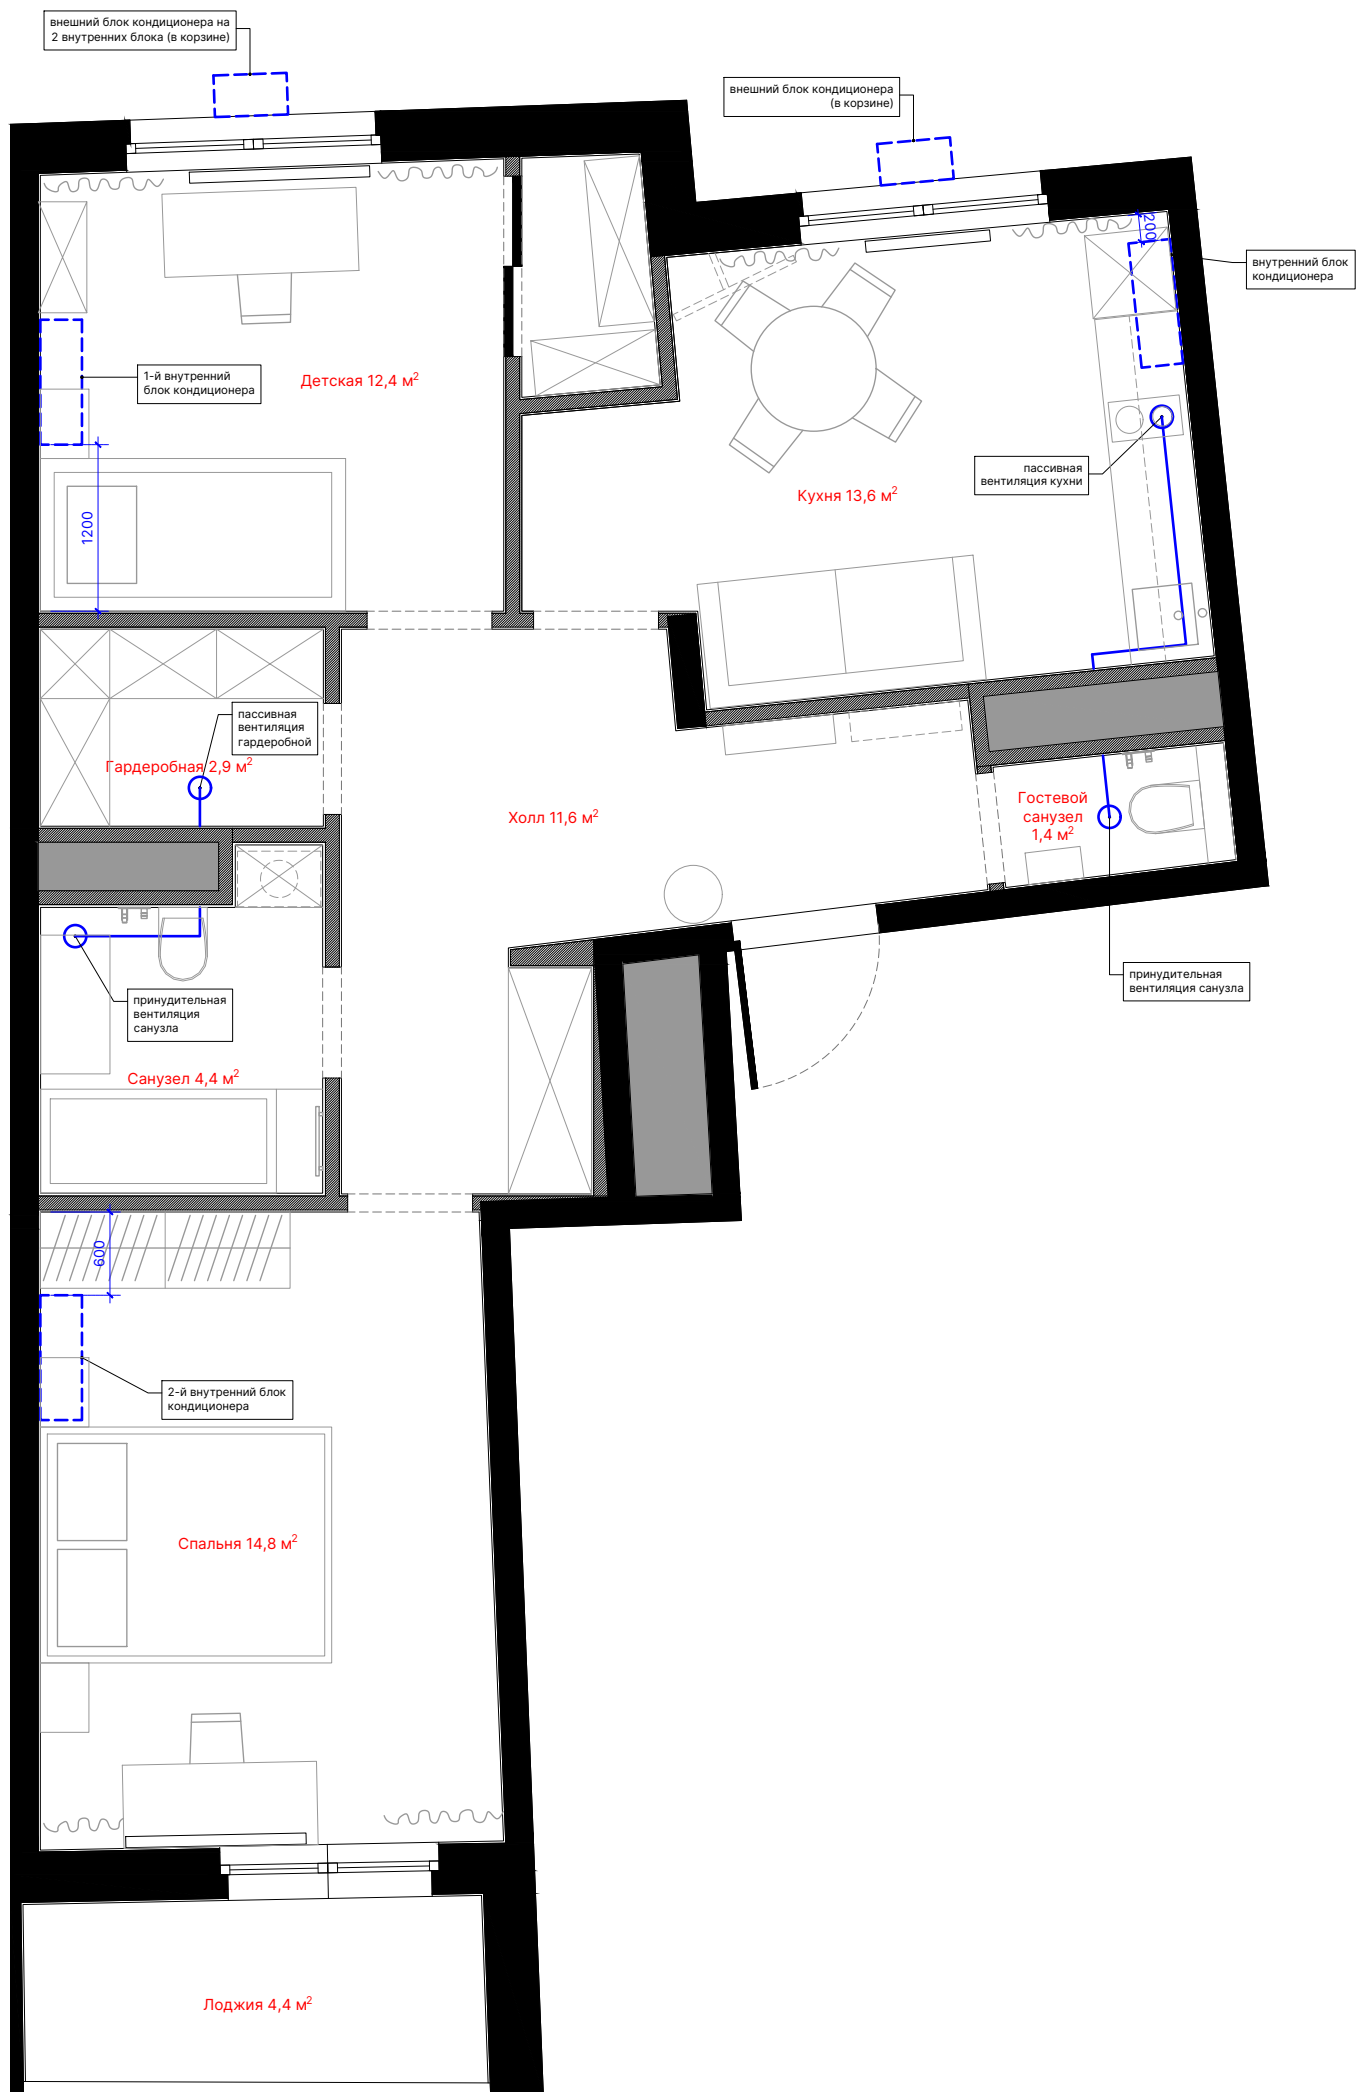 внешний блок кондиционера на
2 внутренних блока (в корзине)
внешний блок кондиционера
(в корзине)
200
внутренний блок
кондиционера
1-й внутренний
блок кондиционера
Детская 12,4 м²
пассивная
вентиляция кухни
Кухня 13,6 м²
1200
пассивная
вентиляция
гардеробной
Гардеробная 2,9 м²
Холл 11,6 м²
Гостевой
санузел
1,4 м²
принудительная
вентиляция санузла
принудительная
вентиляция
санузла
Санузел 4,4 м²
600
2-й внутренний блок
кондиционера
Спальня 14,8 м²
Лоджия 4,4 м²